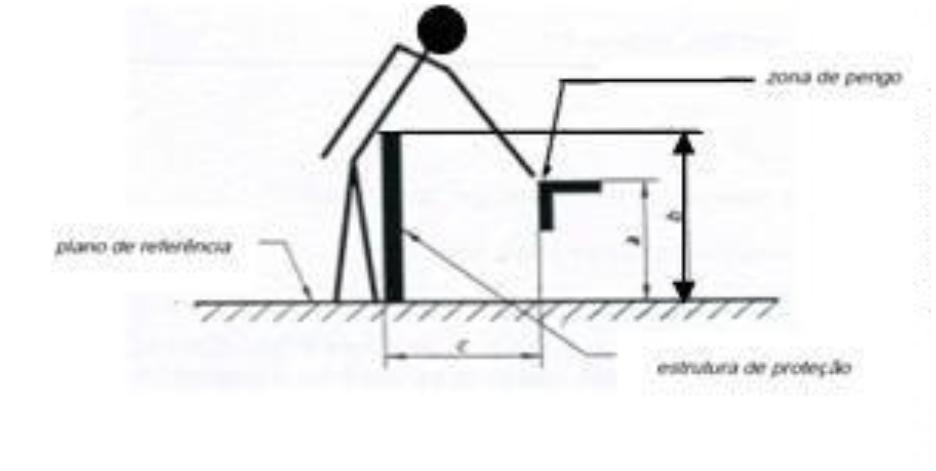 zona de perigo
b
a
plano de referência
c
estrutura de proteção